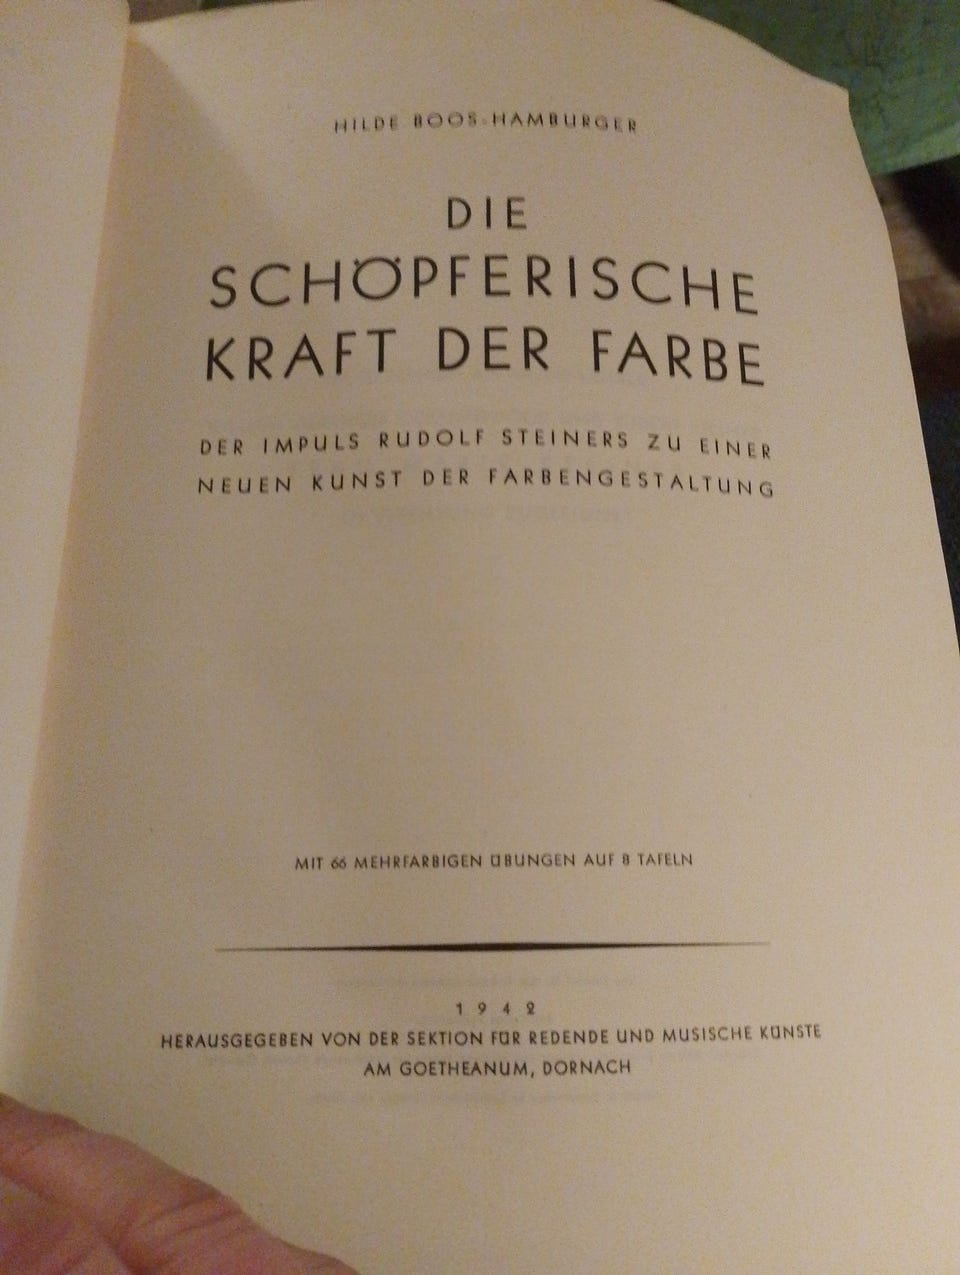 HILDE BOOS-HAMBURGER
DIE
SCHÖPFERISCHE
KRAFT DER FARBE
DER IMPULS RUDOLF STEINERS ZU EINER
NEUEN KUNST DER FARBENGESTALTUNG
MIT 66 MEHRFARBIGEN ÜBUNGEN AUF 8 TAFELN
1942
HERAUSGEGEBEN VON DER SEKTION FÜR REDENDE UND MUSISCHE KÜNSTE
AM GOETHEANUM, DORNACH